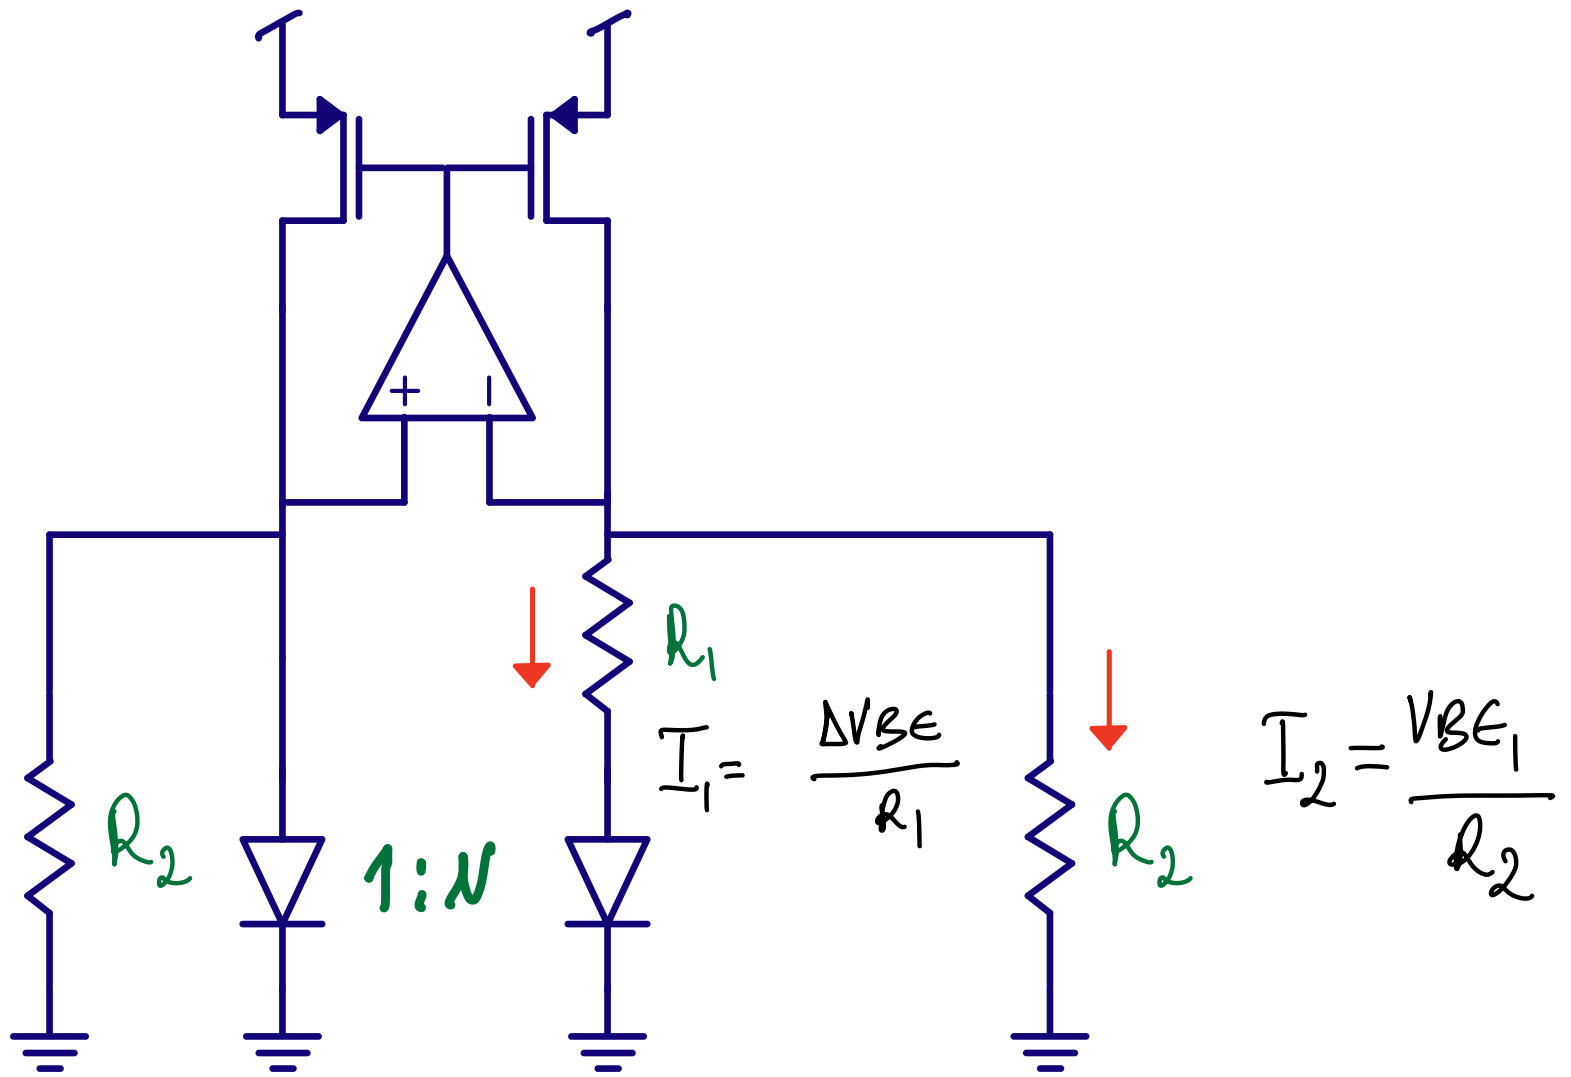 + −
R1
I1 = ΔVBE / R1
I2 = VBE1 / R2
R2
1:N
R2